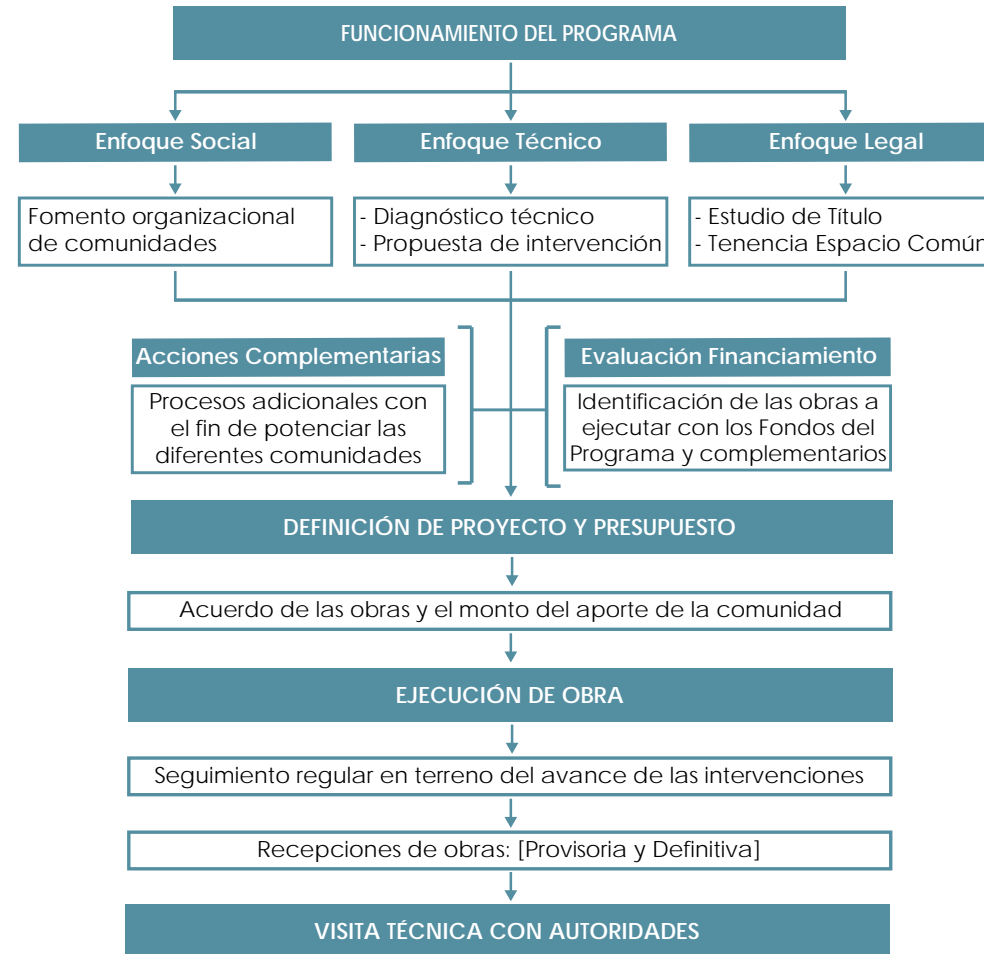 FUNCIONAMIENTO DEL PROGRAMA
Enfoque Social
Fomento organizacional
de comunidades
Enfoque Técnico
- Diagnóstico técnico
- Propuesta de intervención
Enfoque Legal
- Estudio de Título
- Tenencia Espacio Común
Acciones Complementarias
Procesos adicionales con
el fin de potenciar las
diferentes comunidades
Evaluación Financiamiento
Identificación de las obras a
ejecutar con los Fondos del
Programa y complementarios
DEFINICIÓN DE PROYECTO Y PRESUPUESTO
Acuerdo de las obras y el monto del aporte de la comunidad
EJECUCIÓN DE OBRA
Seguimiento regular en terreno del avance de las intervenciones
Recepciones de obras: [Provisoria y Definitiva]
VISITA TÉCNICA CON AUTORIDADES